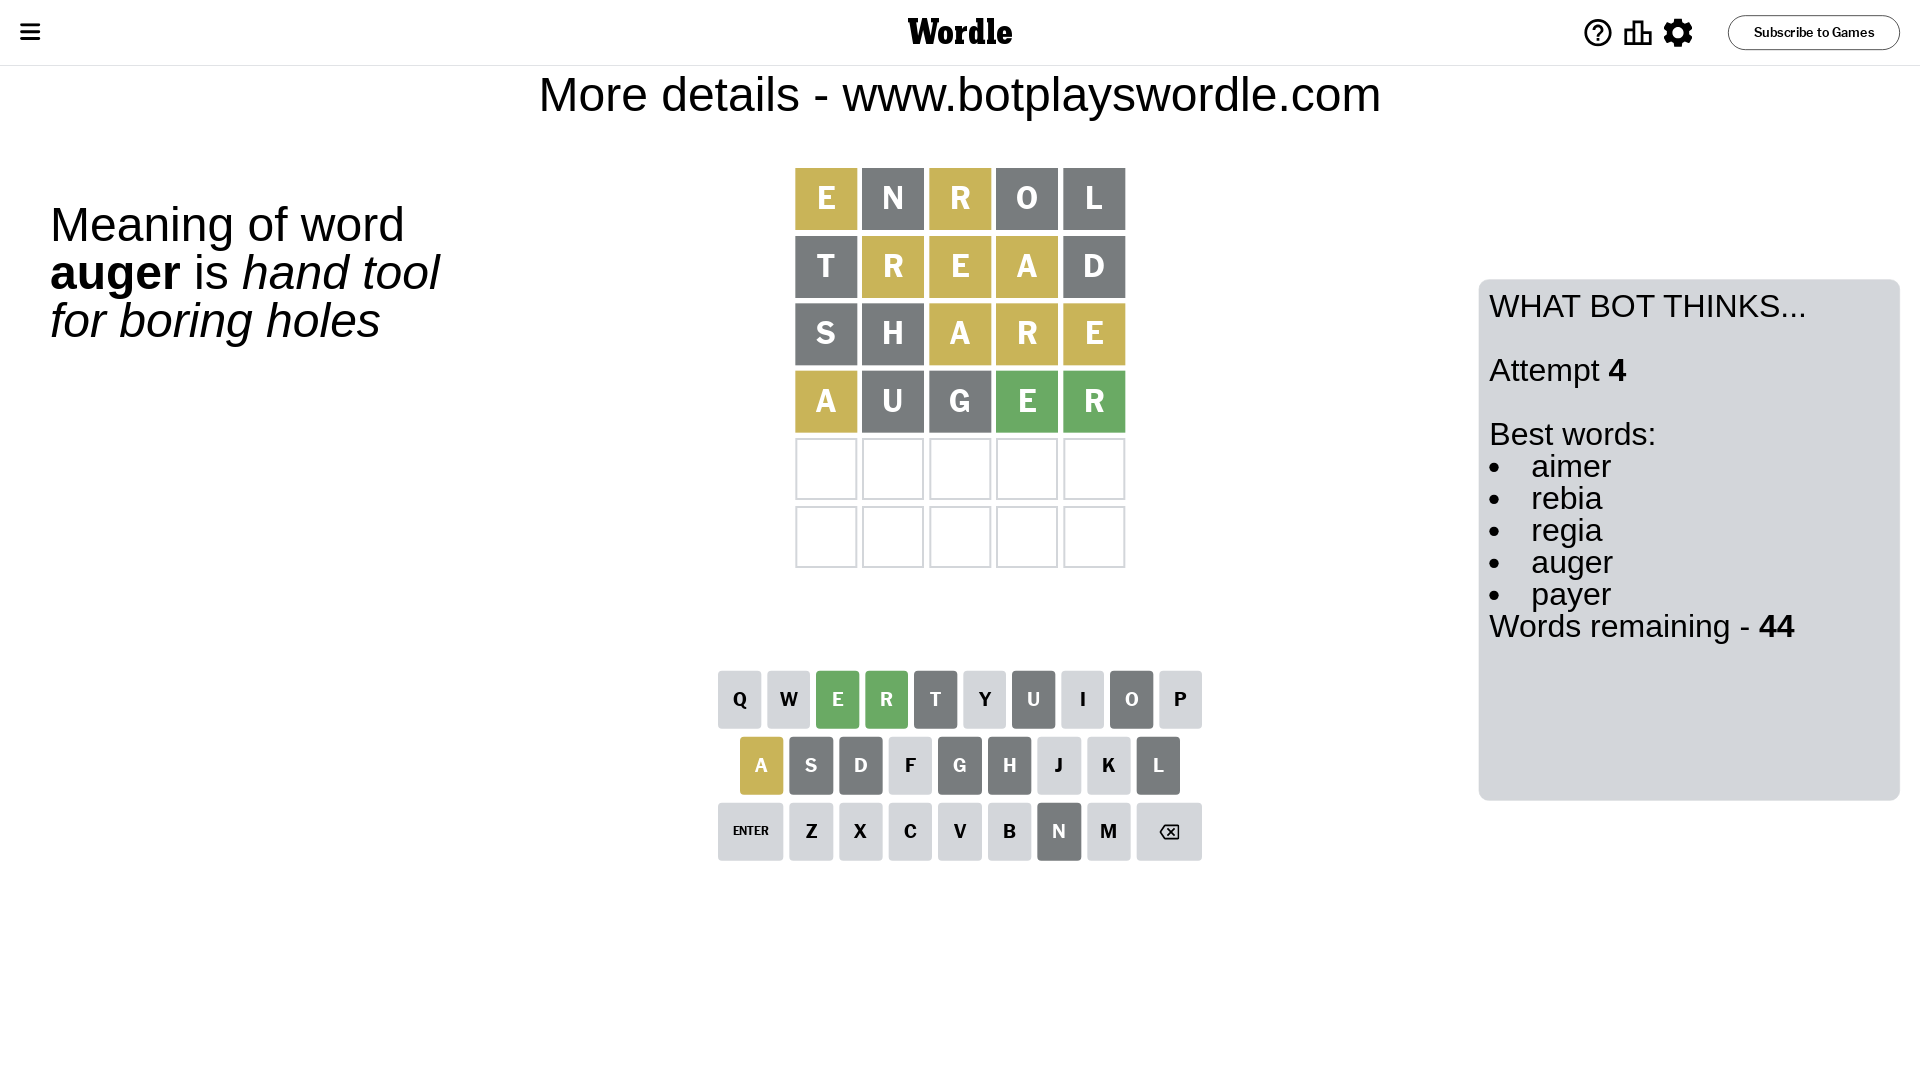 Wordle
Subscribe to Games
More details - www.botplayswordle.com
Meaning of word
auger is hand tool
for boring holes
E N R O L
T R E A D
S H A R E
A U G E R
WHAT BOT THINKS...
Attempt 4
Best words:
• aimer
• rebia
• regia
• auger
• payer
Words remaining - 44
Q W E R T Y U I O P
A S D F G H J K L
ENTER Z X C V B N M